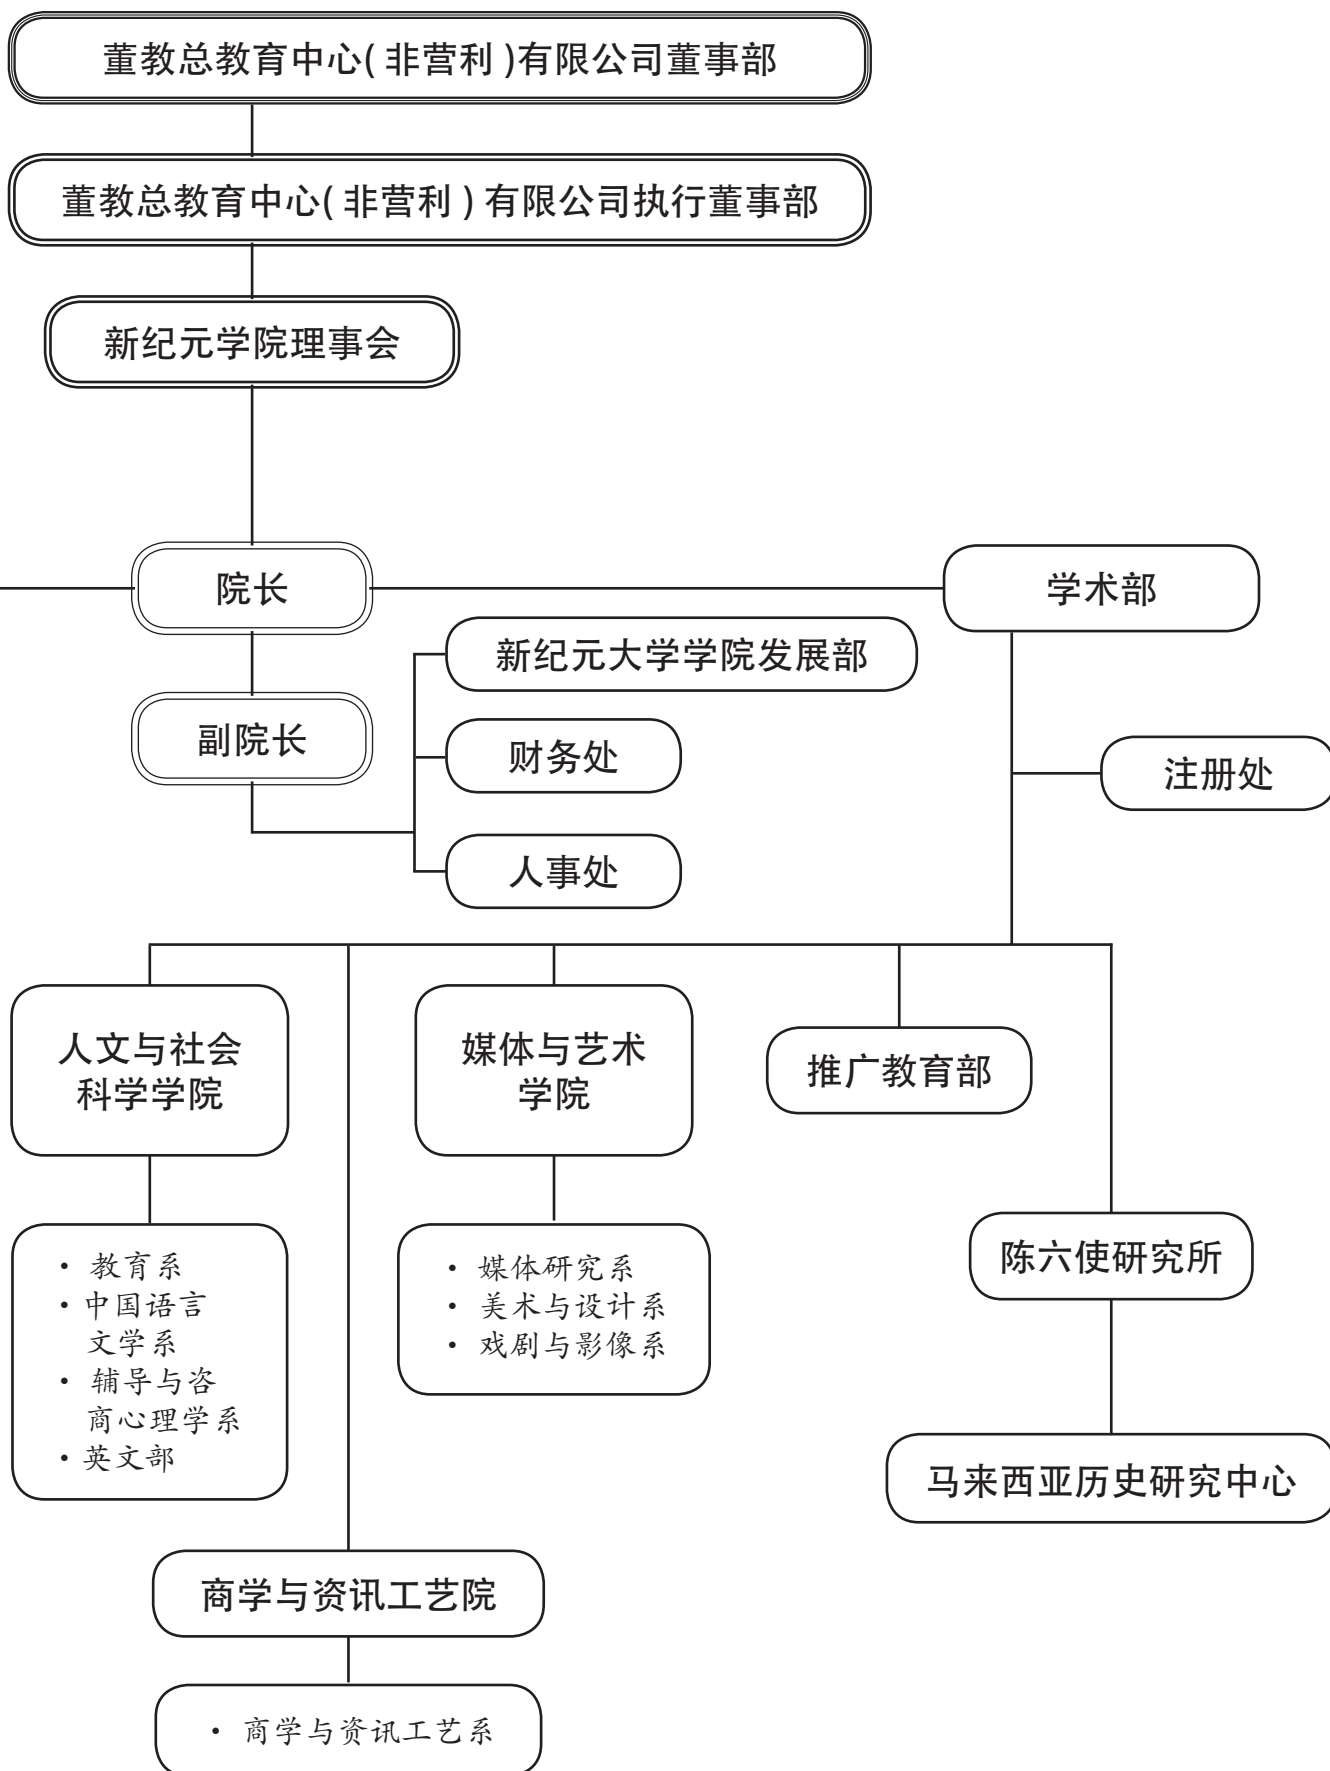 董教总教育中心(非营利)有限公司董事部
董教总教育中心(非营利)有限公司执行董事部
新纪元学院理事会
院长
学术部
新纪元大学学院发展部
副院长
财务处
注册处
人事处
人文与社会
科学学院
媒体与艺术
学院
推广教育部
· 教育系
· 中国语言
文学系
· 辅导与咨
商心理学系
· 英文部
· 媒体研究系
· 美术与设计系
· 戏剧与影像系
陈六使研究所
马来西亚历史研究中心
商学与资讯工艺院
· 商学与资讯工艺系